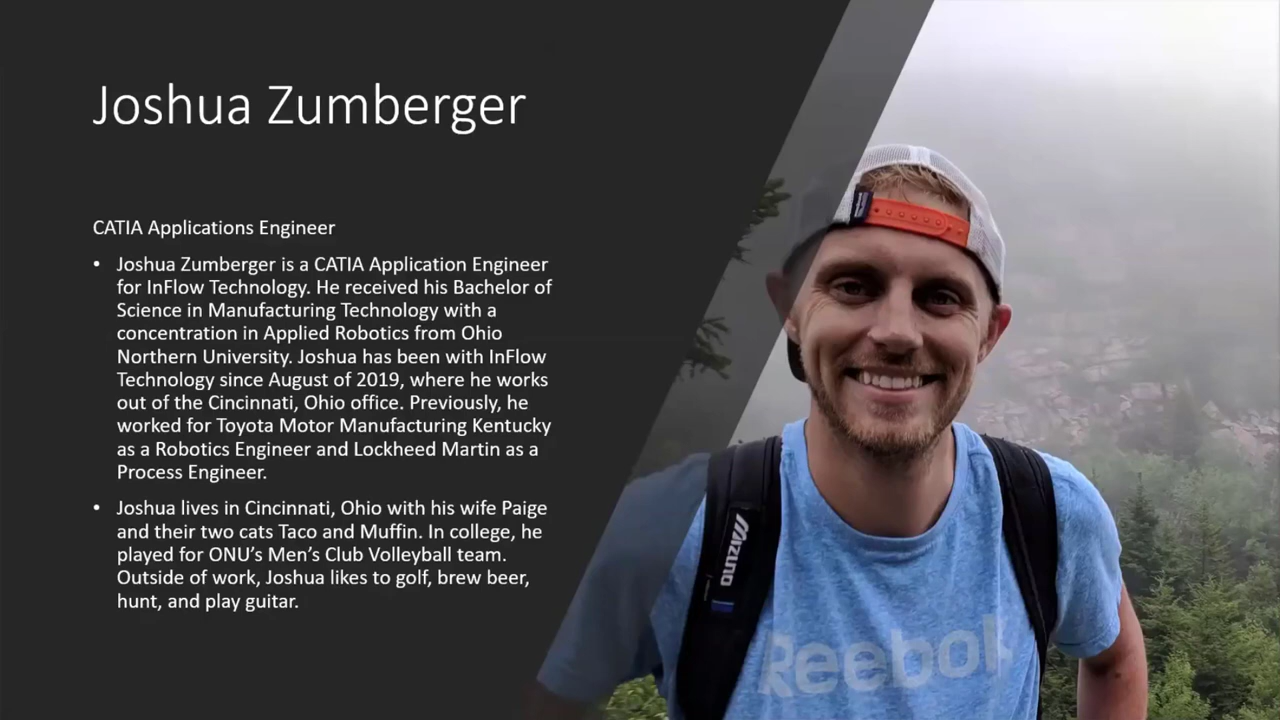 Joshua Zumberger
CATIA Applications Engineer
• Joshua Zumberger is a CATIA Application Engineer
for InFlow Technology. He received his Bachelor of
Science in Manufacturing Technology with a
concentration in Applied Robotics from Ohio
Northern University. Joshua has been with InFlow
Technology since August of 2019, where he works
out of the Cincinnati, Ohio office. Previously, he
worked for Toyota Motor Manufacturing Kentucky
as a Robotics Engineer and Lockheed Martin as a
Process Engineer.
• Joshua lives in Cincinnati, Ohio with his wife Paige
and their two cats Taco and Muffin. In college, he
played for ONU’s Men’s Club Volleyball team.
Outside of work, Joshua likes to golf, brew beer,
hunt, and play guitar.
MIZUNO
Reebok